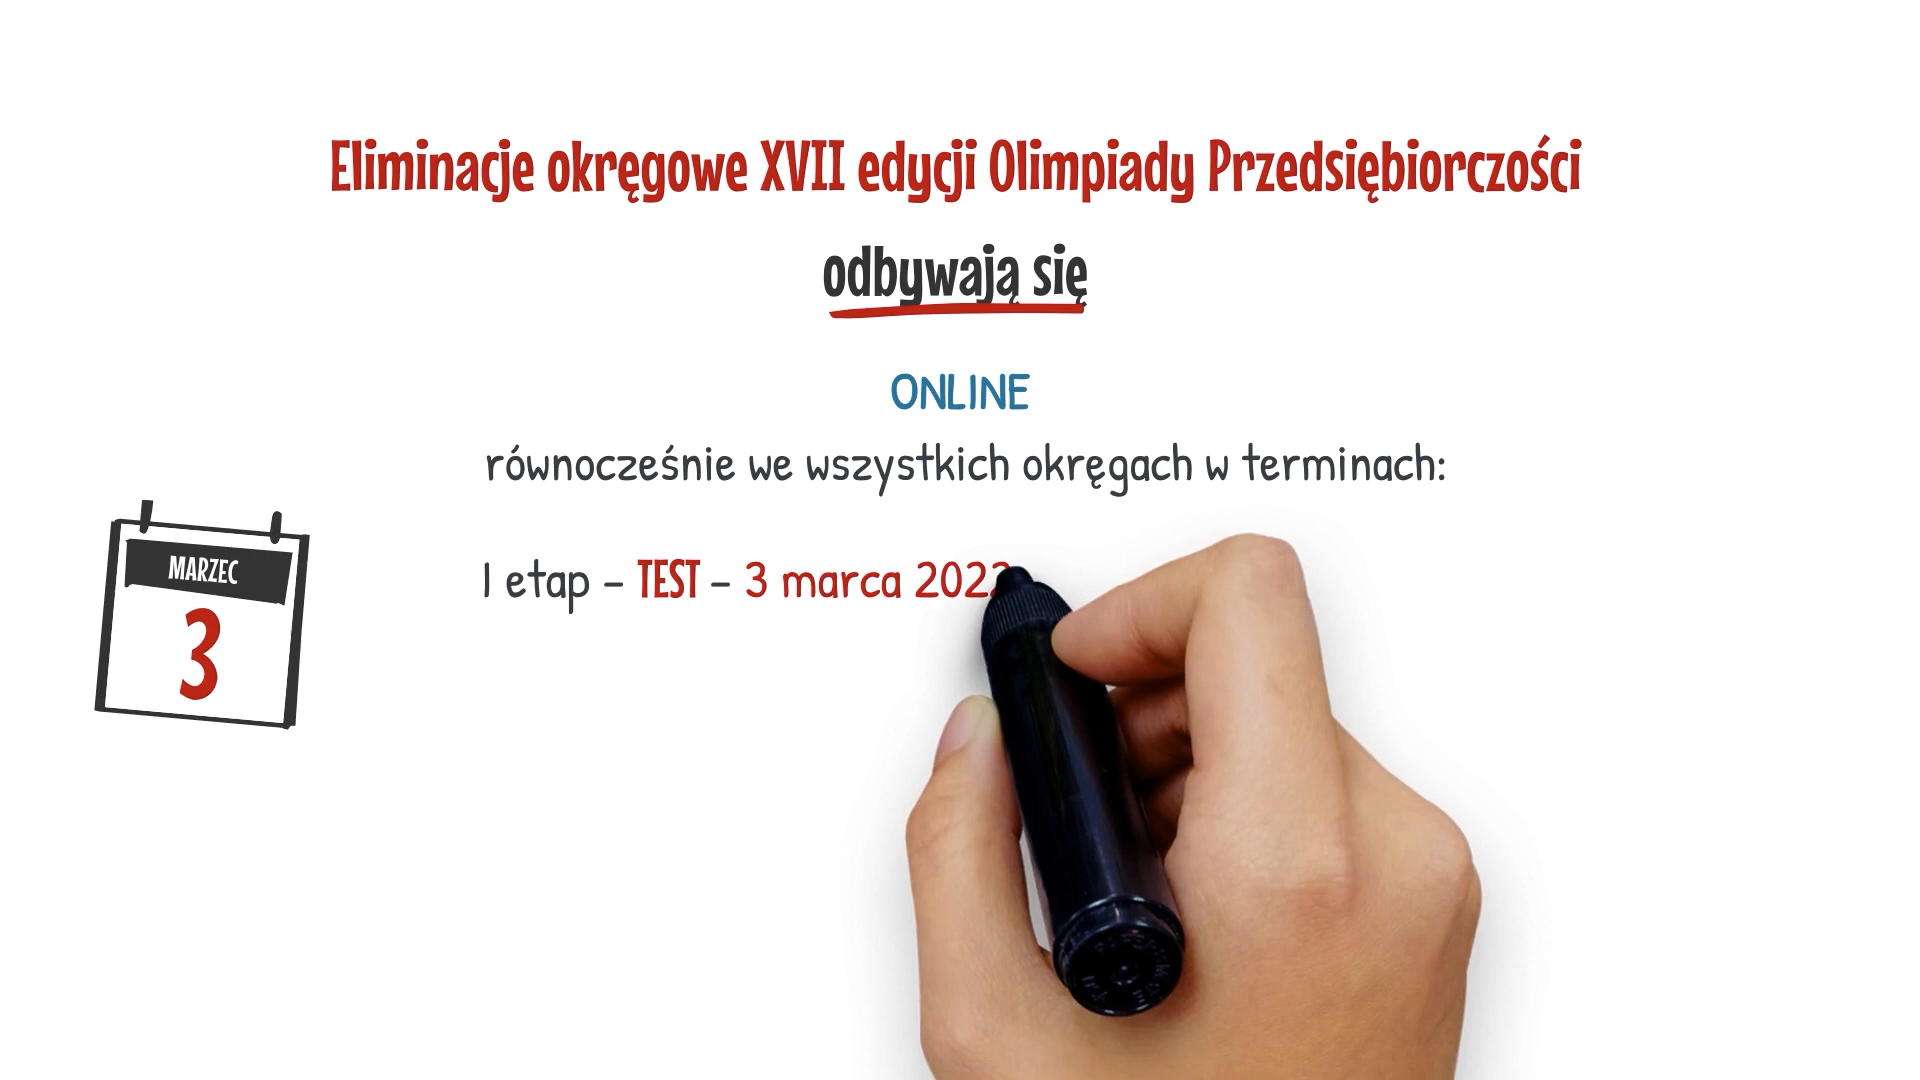 Eliminacje okręgowe XVII edycji Olimpiady Przedsiębiorczości
odbywają się
ONLINE
równocześnie we wszystkich okręgach w terminach:
MARZEC
3
I etap – TEST – 3 marca 2022